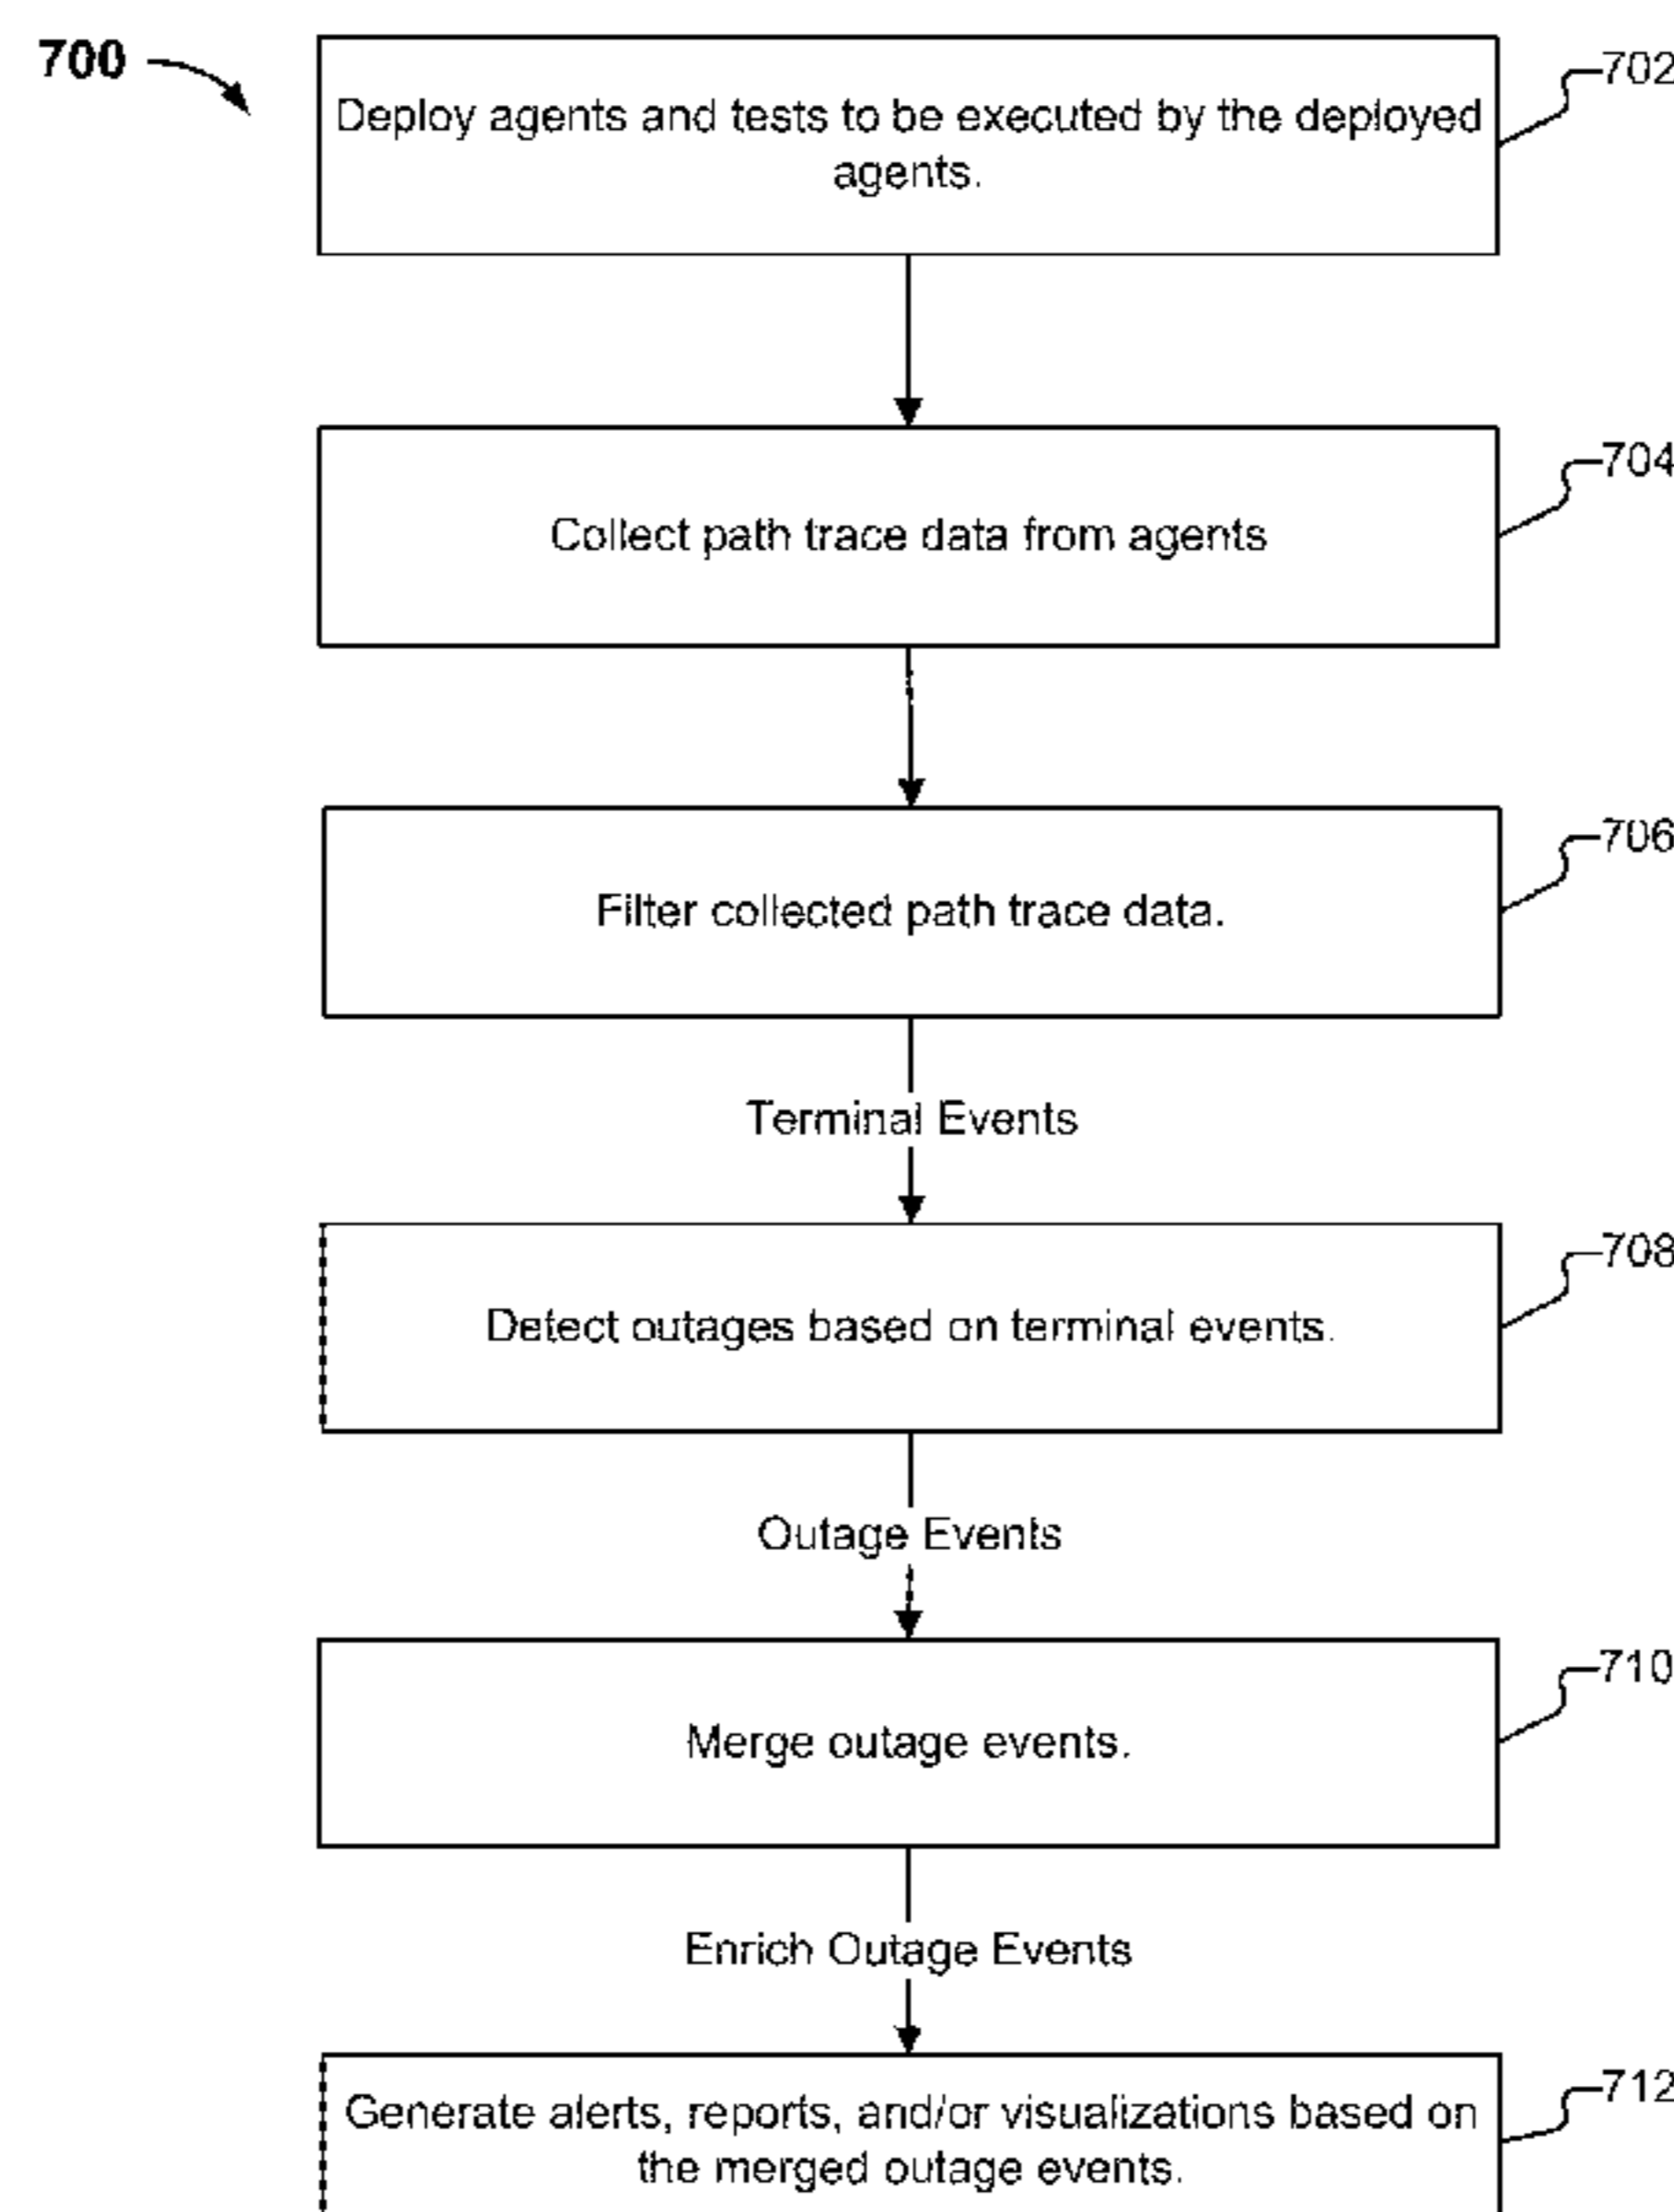 700
702
Deploy agents and tests to be executed by the deployed
agents.
704
Collect path trace data from agents
706
Filter collected path trace data.
Terminal Events
708
Detect outages based on terminal events.
Outage Events
710
Merge outage events.
Enrich Outage Events
712
Generate alerts, reports, and/or visualizations based on
the merged outage events.